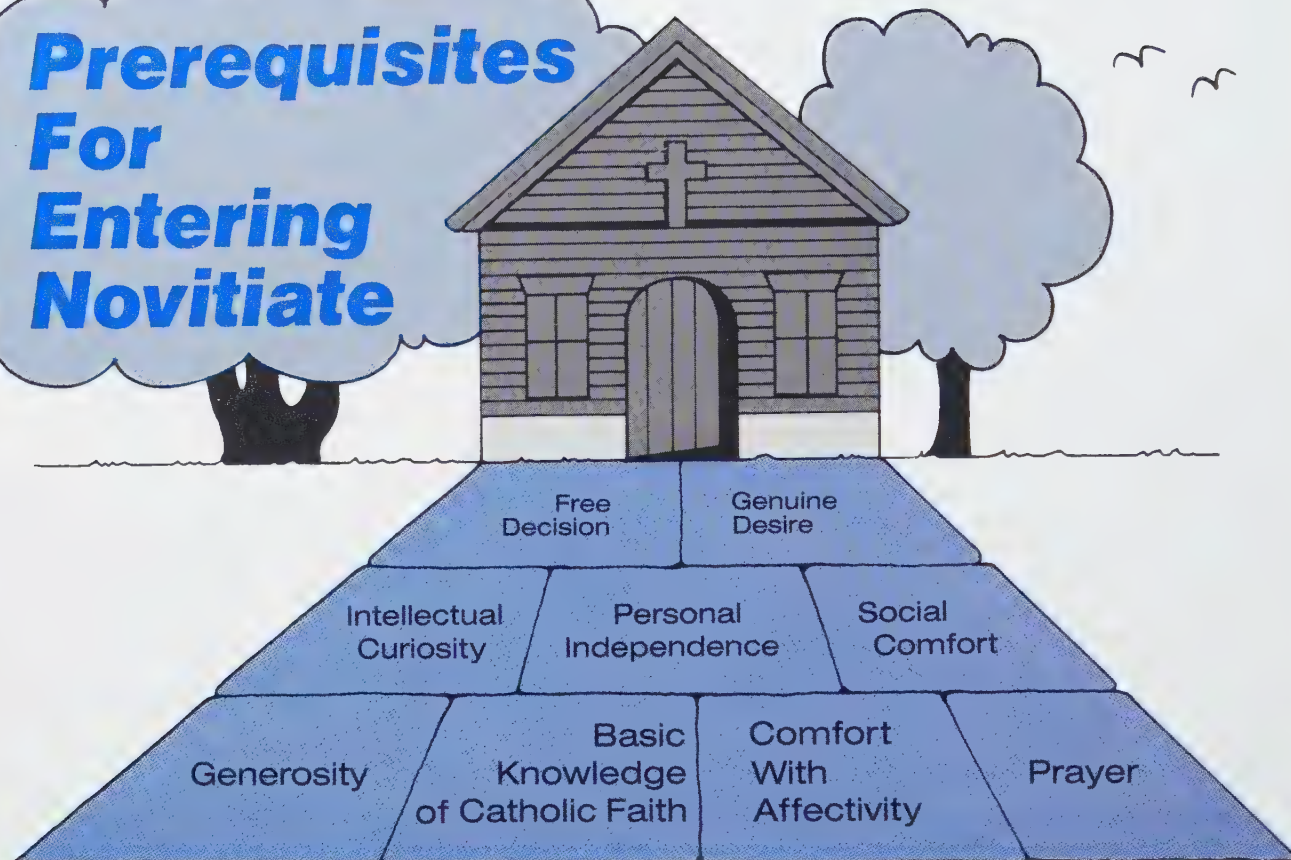 Prerequisites
For
Entering
Novitiate
Free
Decision
Genuine
Desire
Intellectual
Curiosity
Personal
Independence
Social
Comfort
Generosity
Basic
Knowledge
of Catholic Faith
Comfort
With
Affectivity
Prayer